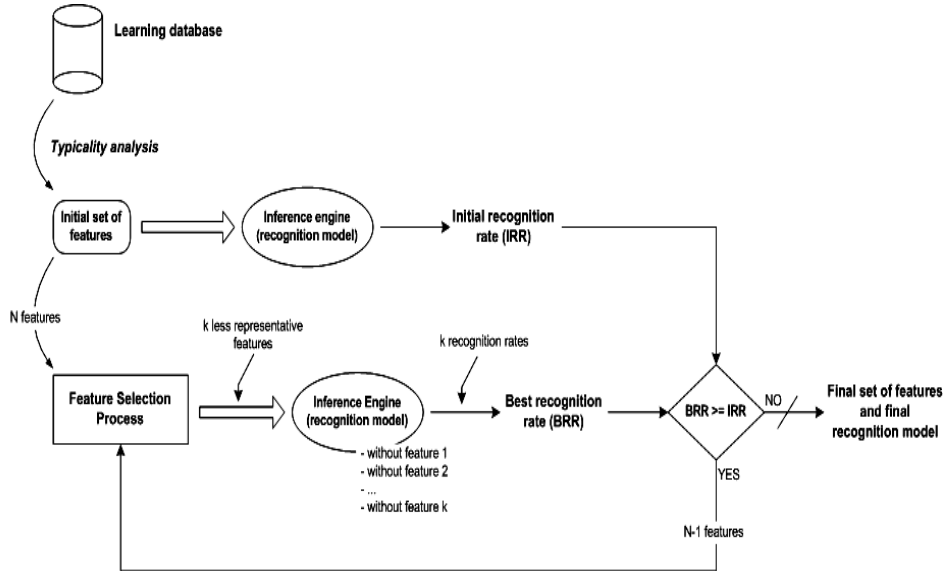 Learning database
Typicality analysis
Initial set of
features
Inference engine
(recognition model)
Initial recognition
rate (IRR)
N features
k less representative
features
k recognition rates
Feature Selection
Process
Inference Engine
(recognition model)
- without feature 1
- without feature 2
- ...
- without feature k
Best recognition
rate (BRR)
BRR >= IRR
NO
Final set of features
and final
recognition model
YES
N-1 features